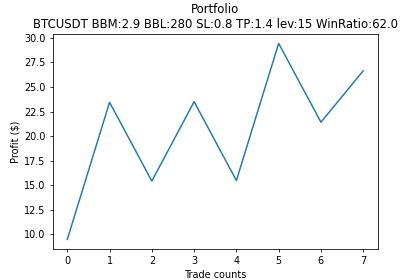 Portfolio
BTCUSDT BBM:2.9 BBL:280 SL:0.8 TP:1.4 lev:15 WinRatio:62.0
30.0
27.5
25.0
22.5
20.0
17.5
15.0
12.5
10.0
Profit ($)
0 1 2 3 4 5 6 7
Trade counts